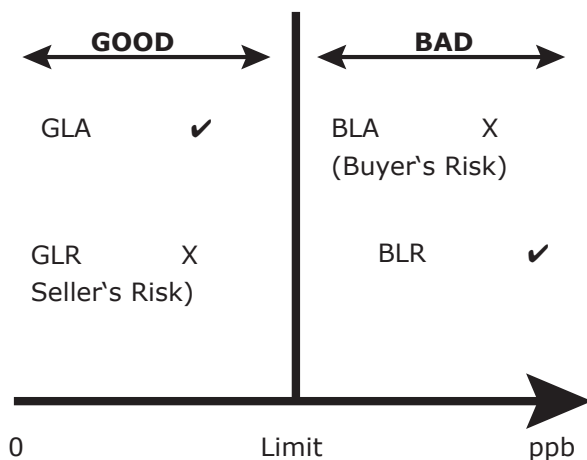 GOOD BAD
GLA ✔ BLA X
(Buyer‘s Risk)
GLR X BLR ✔
Seller‘s Risk)
0 Limit ppb